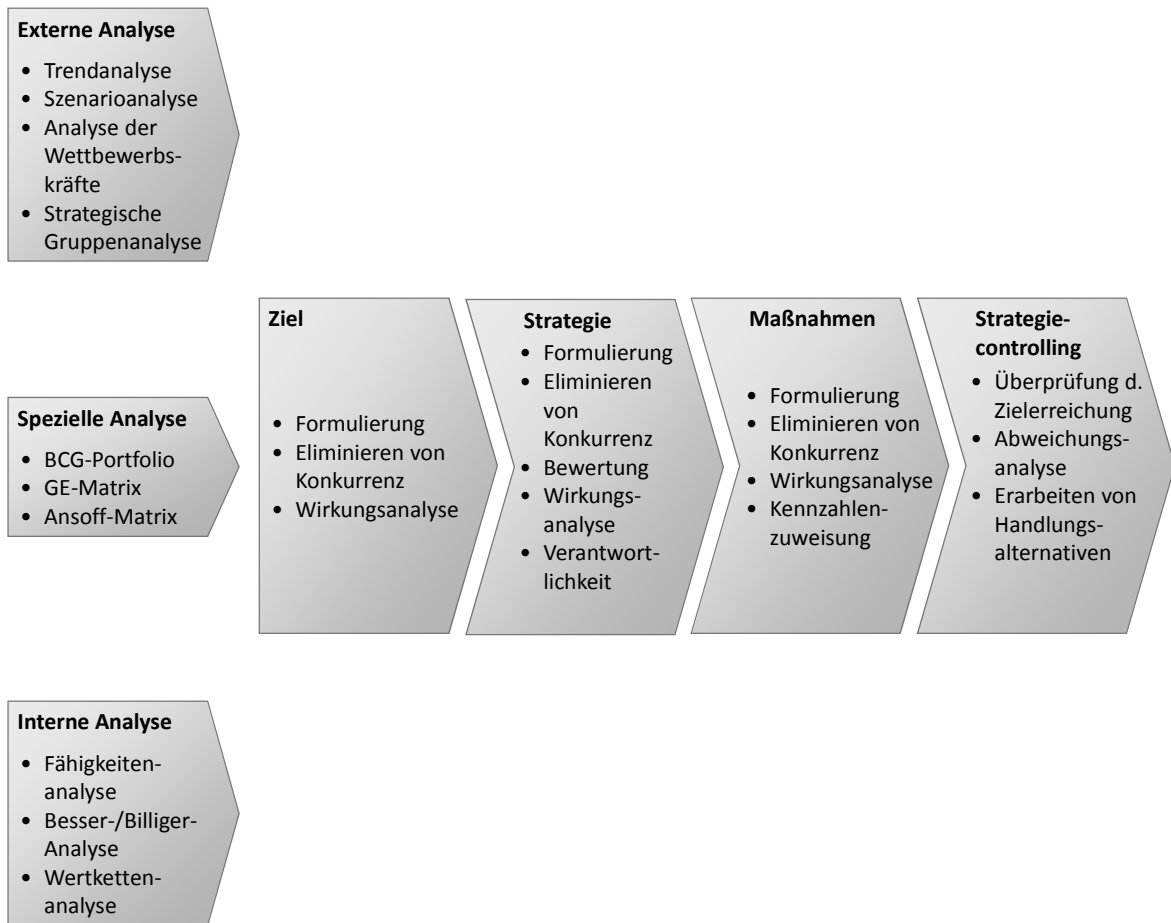 Externe Analyse
• Trendanalyse
• Szenarioanalyse
• Analyse der
Wettbewerbs-
kräfte
• Strategische
Gruppenanalyse
Spezielle Analyse
• BCG-Portfolio
• GE-Matrix
• Ansoff-Matrix
Interne Analyse
• Fähigkeiten-
analyse
• Besser-/Billiger-
Analyse
• Wertketten-
analyse
Ziel
• Formulierung
• Eliminieren von
Konkurrenz
• Wirkungsanalyse
Strategie
• Formulierung
• Eliminieren
von
Konkurrenz
• Bewertung
• Wirkungs-
analyse
• Verantwort-
lichkeit
Maßnahmen
• Formulierung
• Eliminieren von
Konkurrenz
• Wirkungsanalyse
• Kennzahlen-
zuweisung
Strategie-
controlling
• Überprüfung d.
Zielerreichung
• Abweichungs-
analyse
• Erarbeiten von
Handlungs-
alternativen